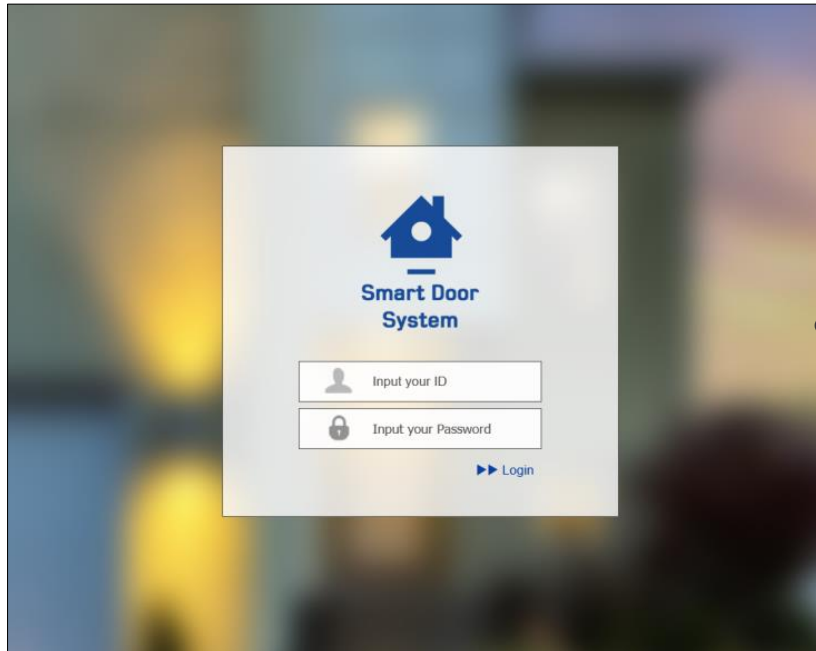 Smart Door
System
Input your ID
Input your Password
▶▶ Login